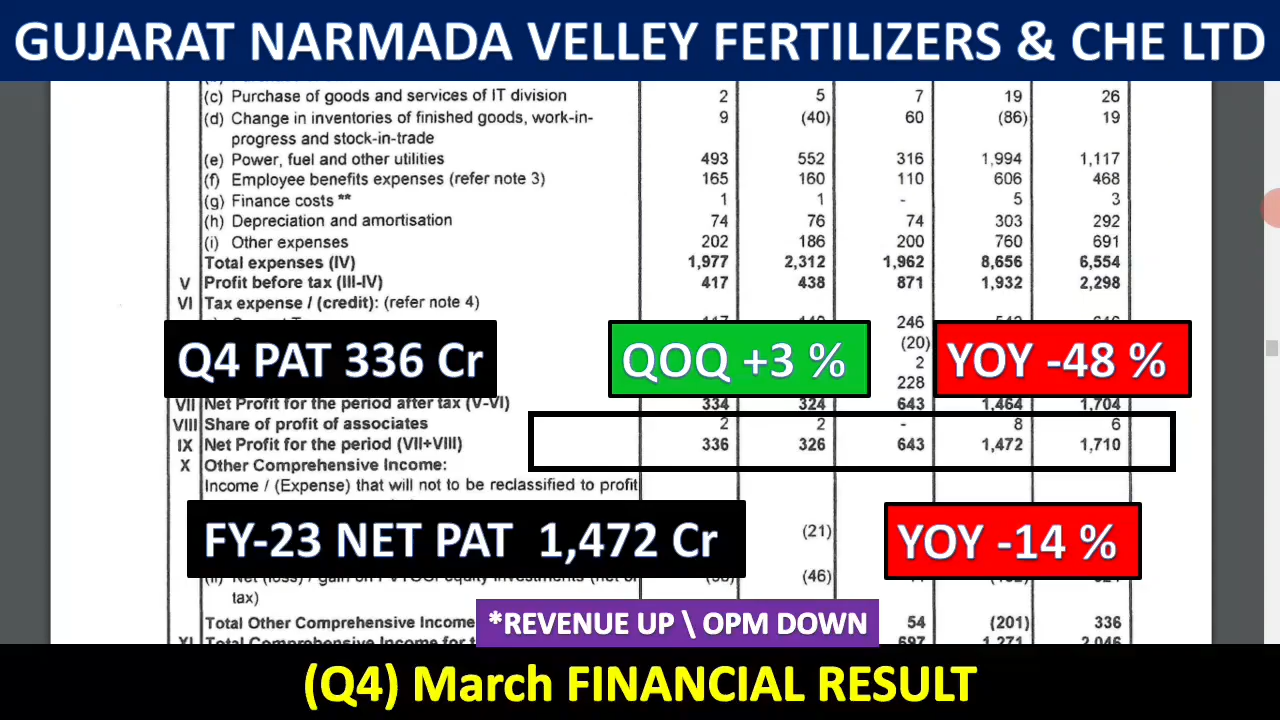 GUJARAT NARMADA VELLEY FERTILIZERS & CHE LTD
(c) Purchase of goods and services of IT division 2 5 7 19 26
(d) Change in inventories of finished goods, work-in- 9 (40) 60 (86) 19
progress and stock-in-trade
(e) Power, fuel and other utilities 493 552 316 1,994 1,117
(f) Employee benefits expenses (refer note 3) 165 160 110 606 468
(g) Finance costs ** 1 1 - 5 3
(h) Depreciation and amortisation 74 76 74 303 292
(i) Other expenses 202 186 200 760 691
Total expenses (IV) 1,977 2,312 1,962 8,656 6,554
V Profit before tax (III-IV) 417 438 871 1,932 2,298
VI Tax expense / (credit): (refer note 4)
246
(20)
Q4 PAT 336 Cr QOQ +3 % YOY -48 %
2
228
VII Net Profit for the period after tax (V-VI) 334 324 643 1,464 1,704
VIII Share of profit of associates 2 2 - 8 6
IX Net Profit for the period (VII+VIII) 336 326 643 1,472 1,710
X Other Comprehensive Income:
Income / (Expense) that will not to be reclassified to profit
(21)
FY-23 NET PAT 1,472 Cr YOY -14 %
(46)
tax)
Total Other Comprehensive Income 54 (201) 336
*REVENUE UP \ OPM DOWN
XI Total Comprehensive Income for 697 1,271 2,046
(Q4) March FINANCIAL RESULT